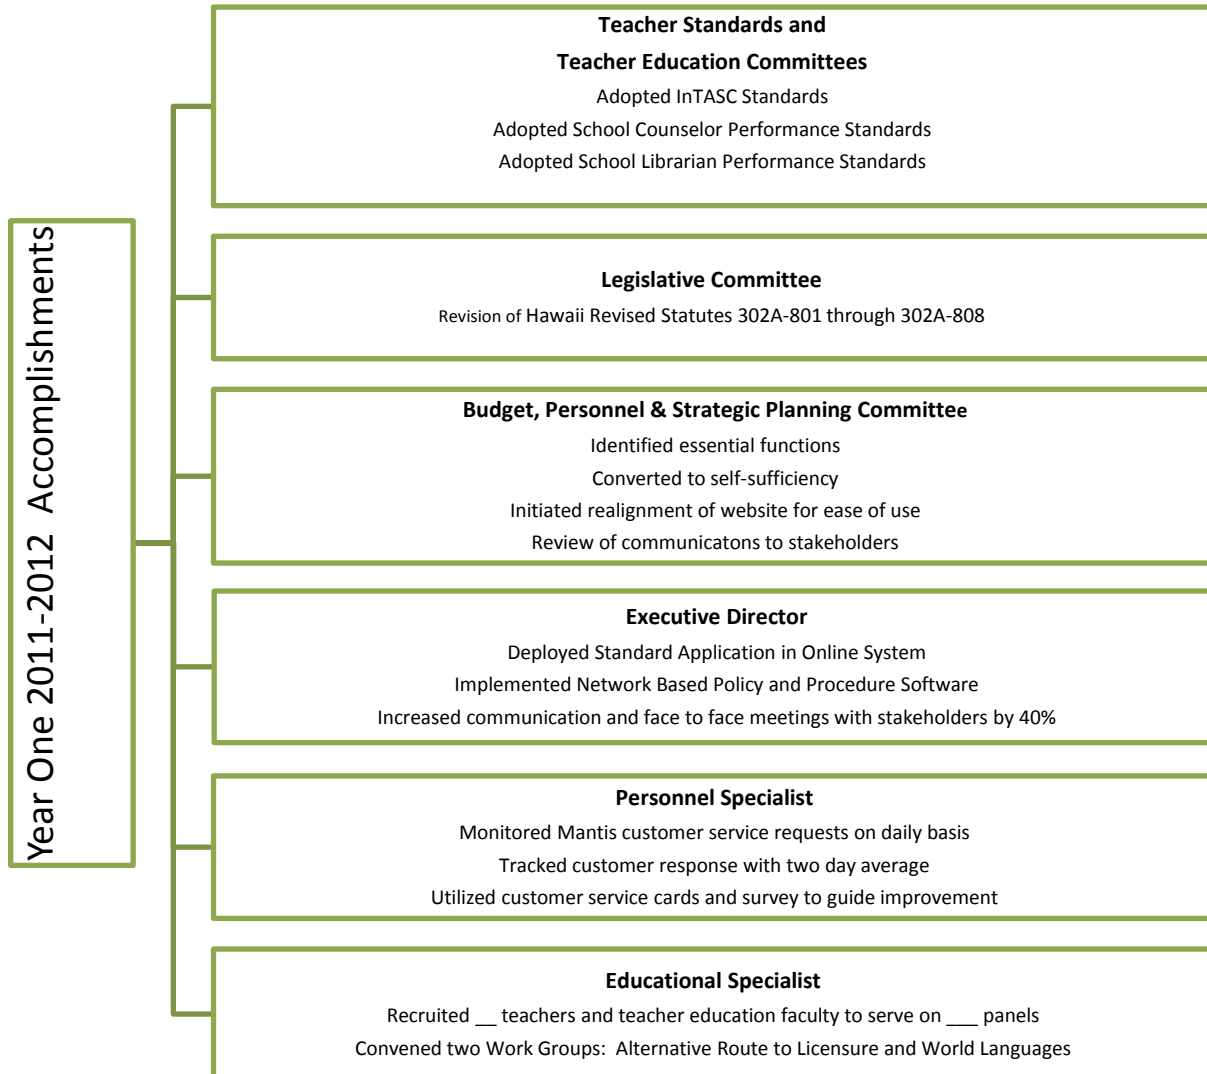 Year One 2011-2012 Accomplishments
Teacher Standards and
Teacher Education Committees
Adopted InTASC Standards
Adopted School Counselor Performance Standards
Adopted School Librarian Performance Standards
Legislative Committee
Revision of Hawaii Revised Statutes 302A-801 through 302A-808
Budget, Personnel & Strategic Planning Committee
Identified essential functions
Converted to self-sufficiency
Initiated realignment of website for ease of use
Review of communicatons to stakeholders
Executive Director
Deployed Standard Application in Online System
Implemented Network Based Policy and Procedure Software
Increased communication and face to face meetings with stakeholders by 40%
Personnel Specialist
Monitored Mantis customer service requests on daily basis
Tracked customer response with two day average
Utilized customer service cards and survey to guide improvement
Educational Specialist
Recruited __ teachers and teacher education faculty to serve on ___ panels
Convened two Work Groups:  Alternative Route to Licensure and World Languages